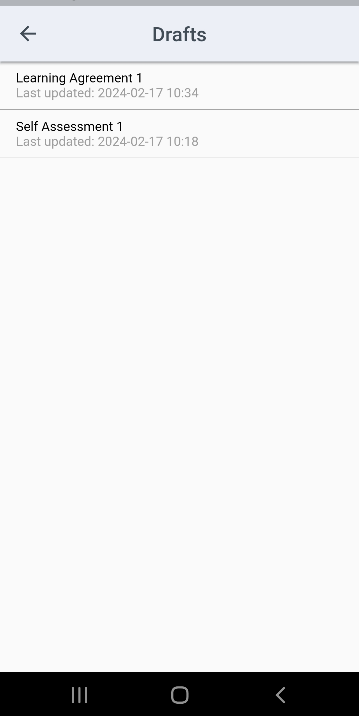 Drafts
Learning Agreement 1
Last updated: 2024-02-17 10:34
Self Assessment 1
Last updated: 2024-02-17 10:18